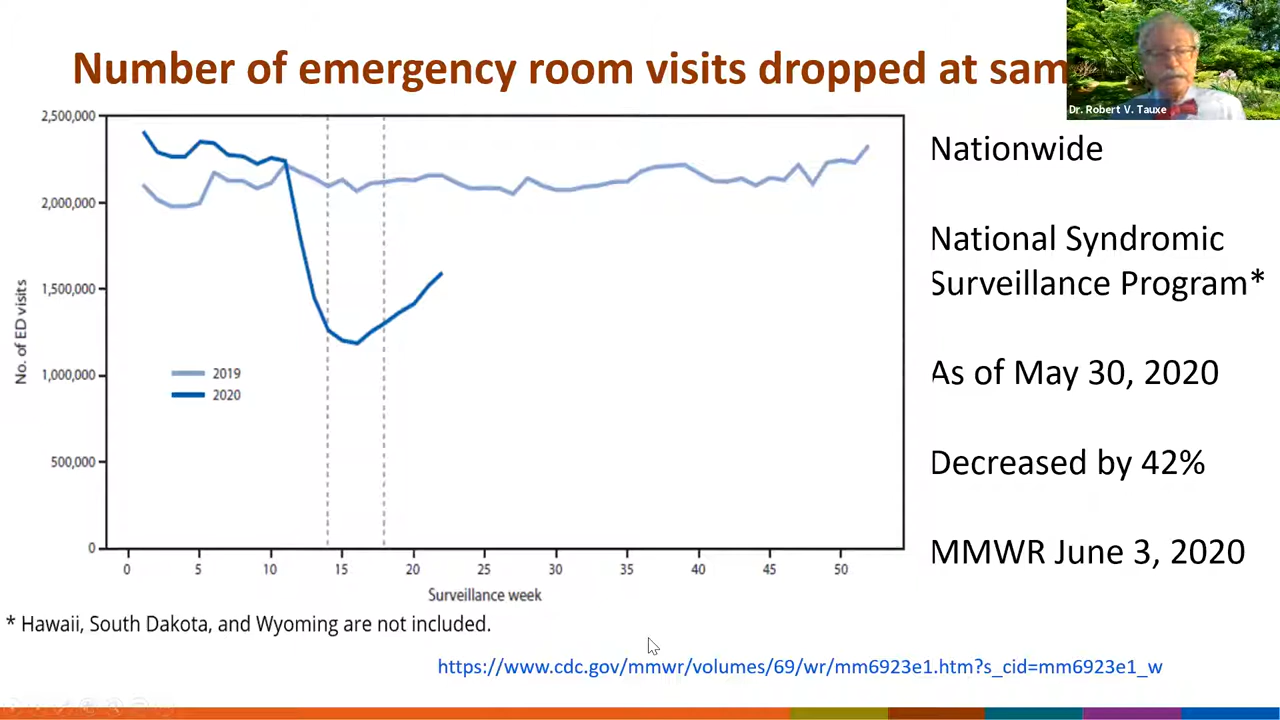 Number of emergency room visits dropped at sam
Dr. Robert V. Tauxe
2,500,000
2,000,000
1,500,000
1,000,000
500,000
0
No. of ED visits
2019
2020
0 5 10 15 20 25 30 35 40 45 50
Surveillance week
Nationwide
National Syndromic
Surveillance Program*
As of May 30, 2020
Decreased by 42%
MMWR June 3, 2020
* Hawaii, South Dakota, and Wyoming are not included.
https://www.cdc.gov/mmwr/volumes/69/wr/mm6923e1.htm?s_cid=mm6923e1_w